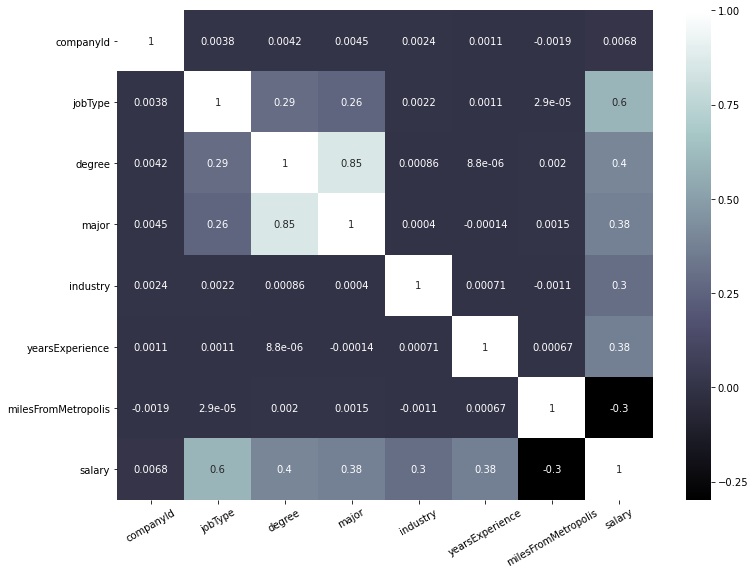 companyId 1 0.0038 0.0042 0.0045 0.0024 0.0011 -0.0019 0.0068
jobType 0.0038 1 0.29 0.26 0.0022 0.0011 2.9e-05 0.6
degree 0.0042 0.29 1 0.85 0.00086 8.8e-06 0.002 0.4
major 0.0045 0.26 0.85 1 0.0004 -0.00014 0.0015 0.38
industry 0.0024 0.0022 0.00086 0.0004 1 0.00071 -0.0011 0.3
yearsExperience 0.0011 0.0011 8.8e-06 -0.00014 0.00071 1 0.00067 0.38
milesFromMetropolis -0.0019 2.9e-05 0.002 0.0015 -0.0011 0.00067 1 -0.3
salary 0.0068 0.6 0.4 0.38 0.3 0.38 -0.3 1
companyId jobType degree major industry yearsExperience milesFromMetropolis salary
1.00
0.75
0.50
0.25
0.00
−0.25